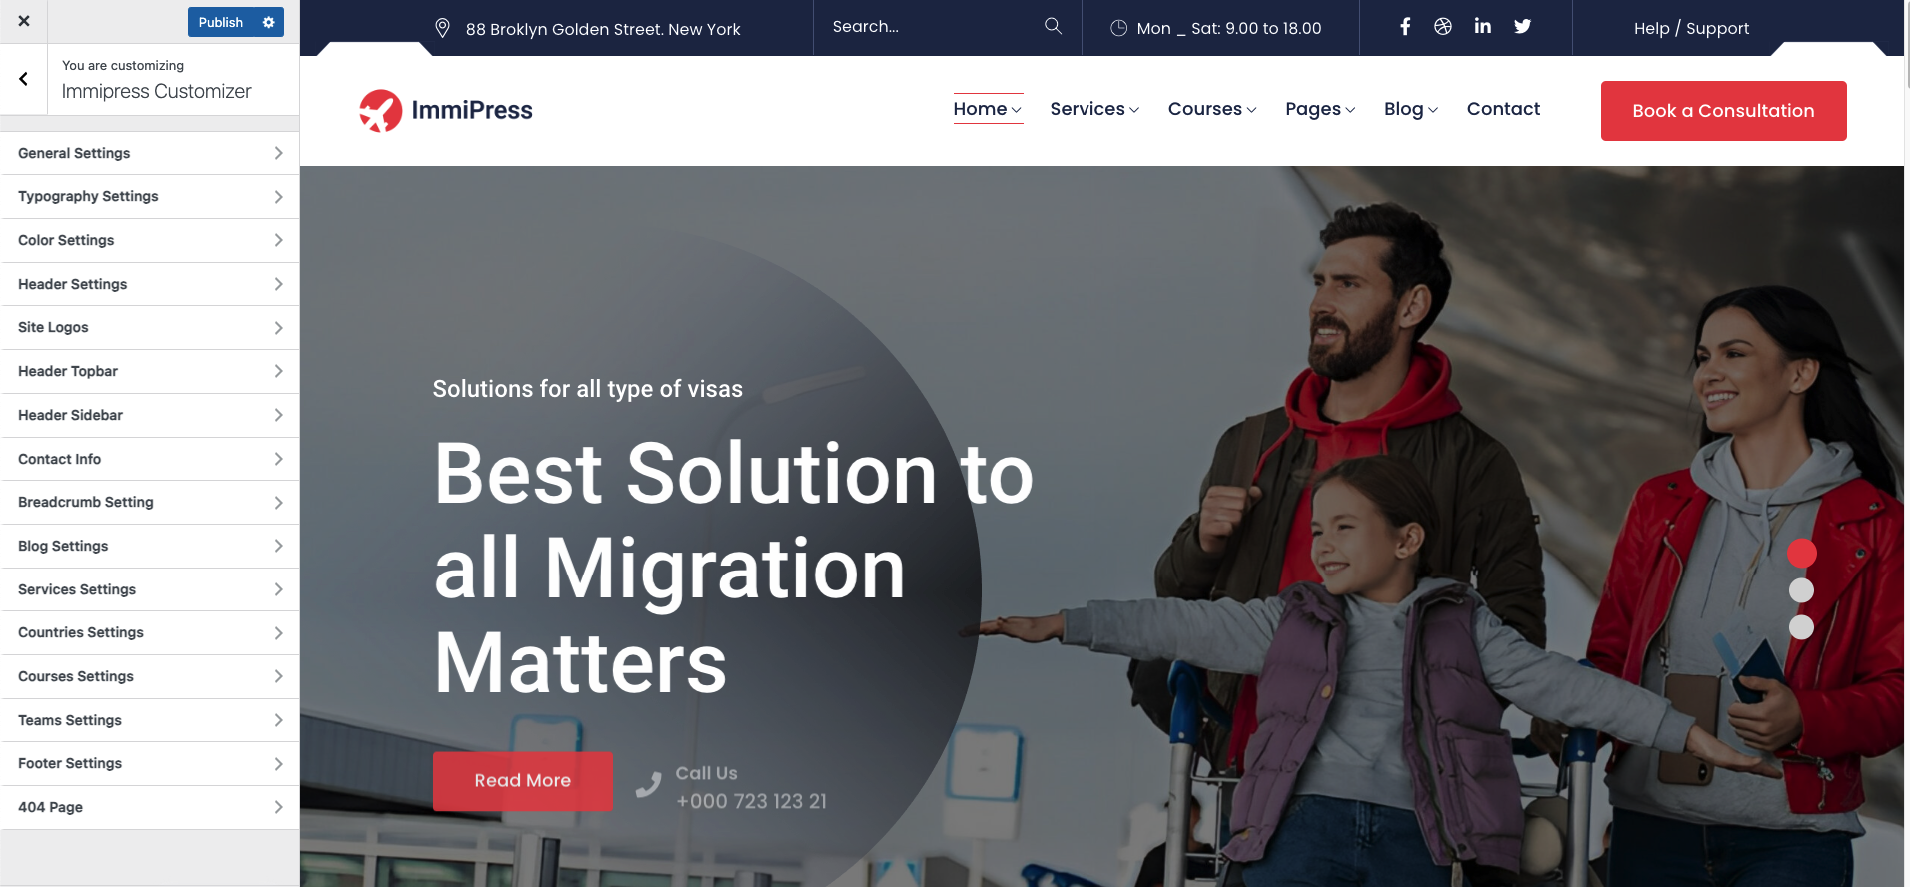 Publish
You are customizing
Immipress Customizer
General Settings
Typography Settings
Color Settings
Header Settings
Site Logos
Header Topbar
Header Sidebar
Contact Info
Breadcrumb Setting
Blog Settings
Services Settings
Countries Settings
Courses Settings
Teams Settings
Footer Settings
404 Page
88 Broklyn Golden Street. New York
Search...
Mon _ Sat: 9.00 to 18.00
Help / Support
ImmiPress
Home
Services
Courses
Pages
Blog
Contact
Book a Consultation
Solutions for all type of visas
Best Solution to
all Migration
Matters
Read More
Call Us
+000 723 123 21